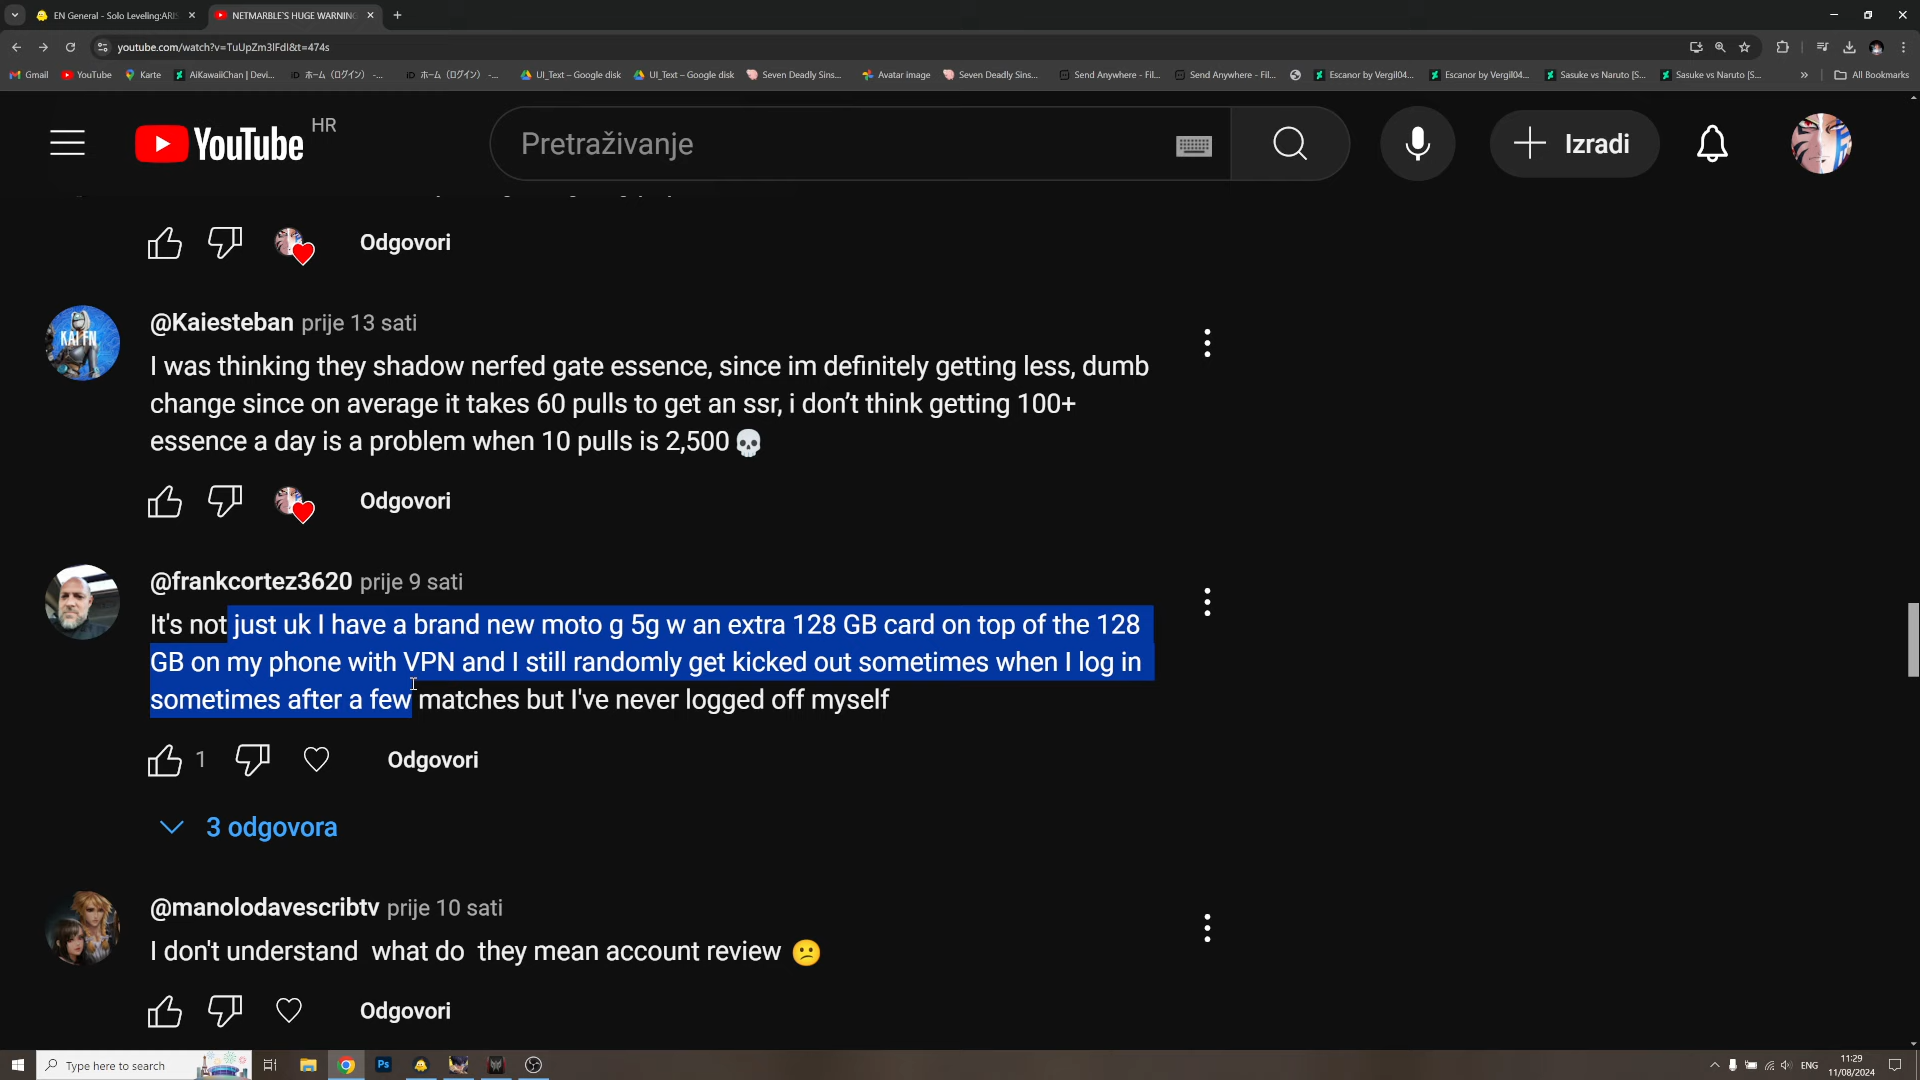 EN General - Solo Leveling:ARIS
NETMARBLE'S HUGE WARNING
youtube.com/watch?v=TuUpZm3lFdI&t=474s
Gmail
YouTube
Karte
AiKawaiiChan | Devi...
ホーム（ログイン） -...
ホーム（ログイン） -...
UI_Text – Google disk
UI_Text – Google disk
Seven Deadly Sins...
Avatar image
Seven Deadly Sins...
Send Anywhere - Fil...
Send Anywhere - Fil...
Escanor by Vergil04...
Escanor by Vergil04...
Sasuke vs Naruto [S...
Sasuke vs Naruto [S...
All Bookmarks
YouTube HR
Pretraživanje
Izradi
Odgovori
@Kaiesteban prije 13 sati
I was thinking they shadow nerfed gate essence, since im definitely getting less, dumb
change since on average it takes 60 pulls to get an ssr, i don’t think getting 100+
essence a day is a problem when 10 pulls is 2,500💀
KAI FN
Odgovori
@frankcortez3620 prije 9 sati
It's not just uk I have a brand new moto g 5g w an extra 128 GB card on top of the 128
GB on my phone with VPN and I still randomly get kicked out sometimes when I log in
sometimes after a few matches but I've never logged off myself
1
Odgovori
3 odgovora
@manolodavescribtv prije 10 sati
I don't understand what do they mean account review 😕
Odgovori
Type here to search
Ps
ENG
11:29
11/08/2024